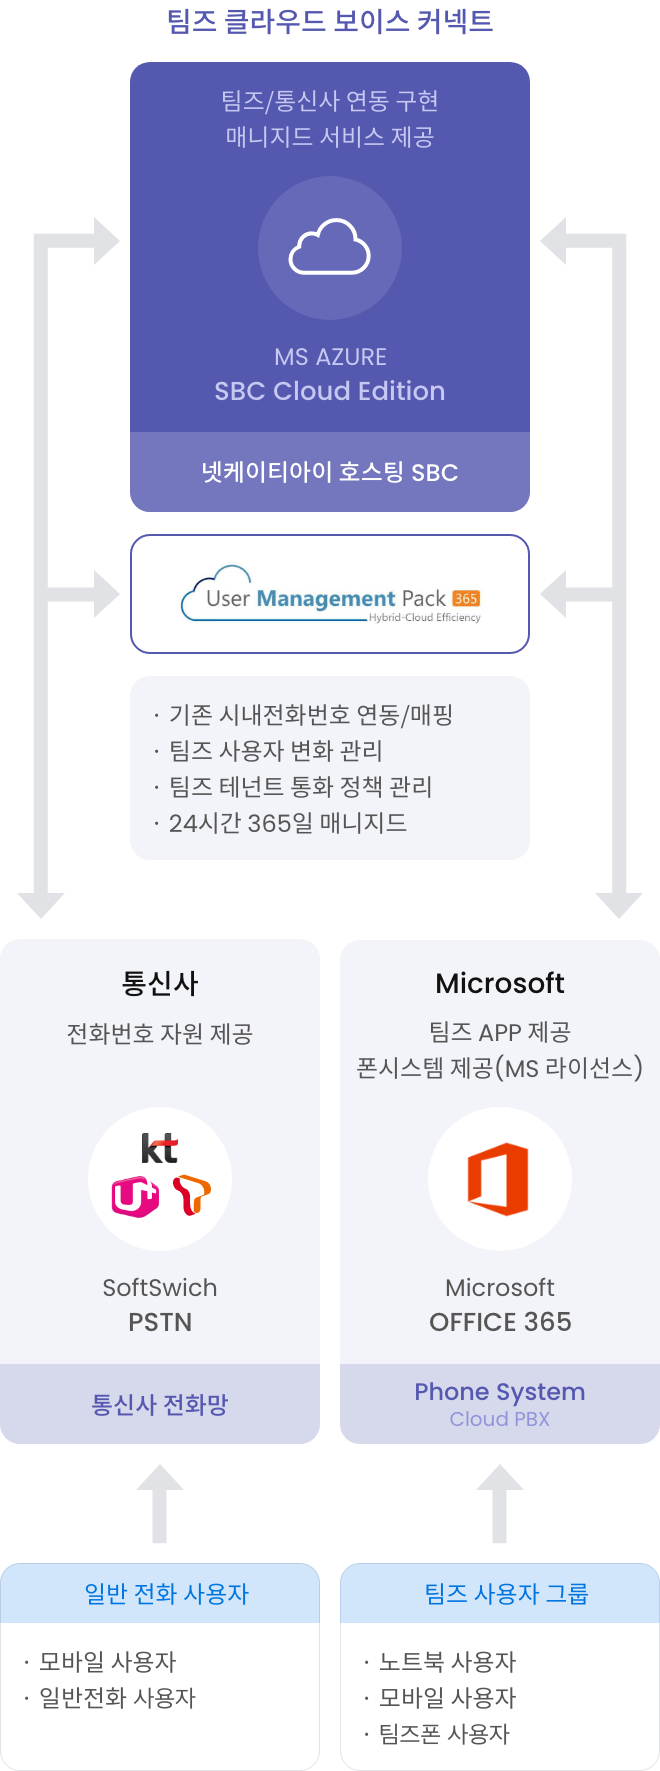 팀즈 클라우드 보이스 커넥트
팀즈/통신사 연동 구현
매니지드 서비스 제공
MS AZURE
SBC Cloud Edition
넷케이티아이 호스팅 SBC
User Management Pack 365
Hybrid-Cloud Efficiency
· 기존 시내전화번호 연동/매핑
· 팀즈 사용자 변화 관리
· 팀즈 테넌트 통화 정책 관리
· 24시간 365일 매니지드
통신사
전화번호 자원 제공
kt
U+
T
SoftSwich
PSTN
통신사 전화망
Microsoft
팀즈 APP 제공
폰시스템 제공(MS 라이선스)
Microsoft
OFFICE 365
Phone System
Cloud PBX
일반 전화 사용자
· 모바일 사용자
· 일반전화 사용자
팀즈 사용자 그룹
· 노트북 사용자
· 모바일 사용자
· 팀즈폰 사용자